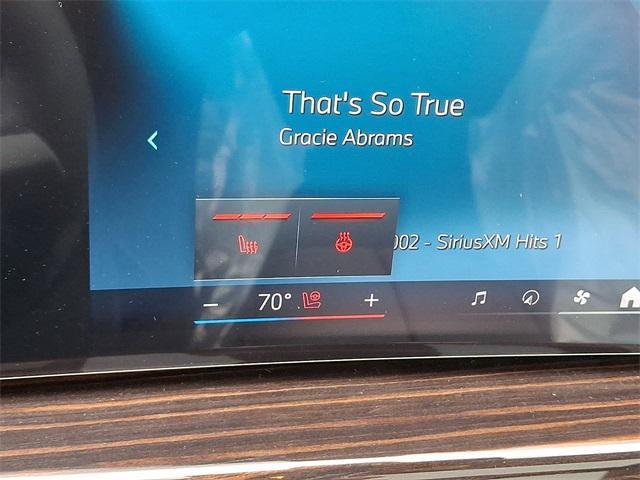 That's So True
Gracie Abrams
002 - SiriusXM Hits 1
− 70° +